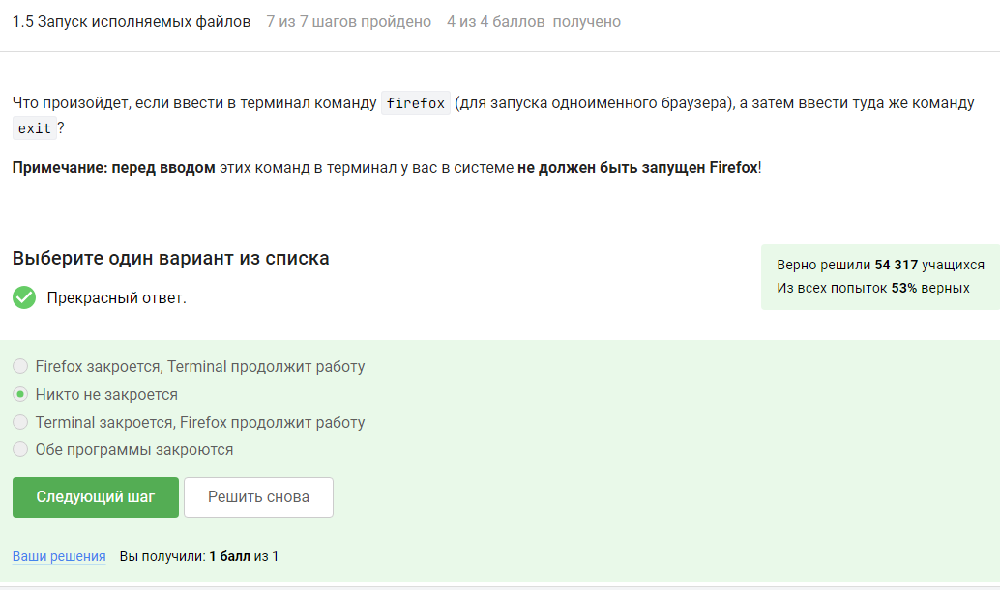 1.5 Запуск исполняемых файлов 7 из 7 шагов пройдено 4 из 4 баллов получено
Что произойдет, если ввести в терминал команду firefox (для запуска одноименного браузера), а затем ввести туда же команду
exit ?
Примечание: перед вводом этих команд в терминал у вас в системе не должен быть запущен Firefox!
Выберите один вариант из списка
Прекрасный ответ.
Верно решили 54 317 учащихся
Из всех попыток 53% верных
Firefox закроется, Terminal продолжит работу
Никто не закроется
Terminal закроется, Firefox продолжит работу
Обе программы закроются
Следующий шаг Решить снова
Ваши решения Вы получили: 1 балл из 1